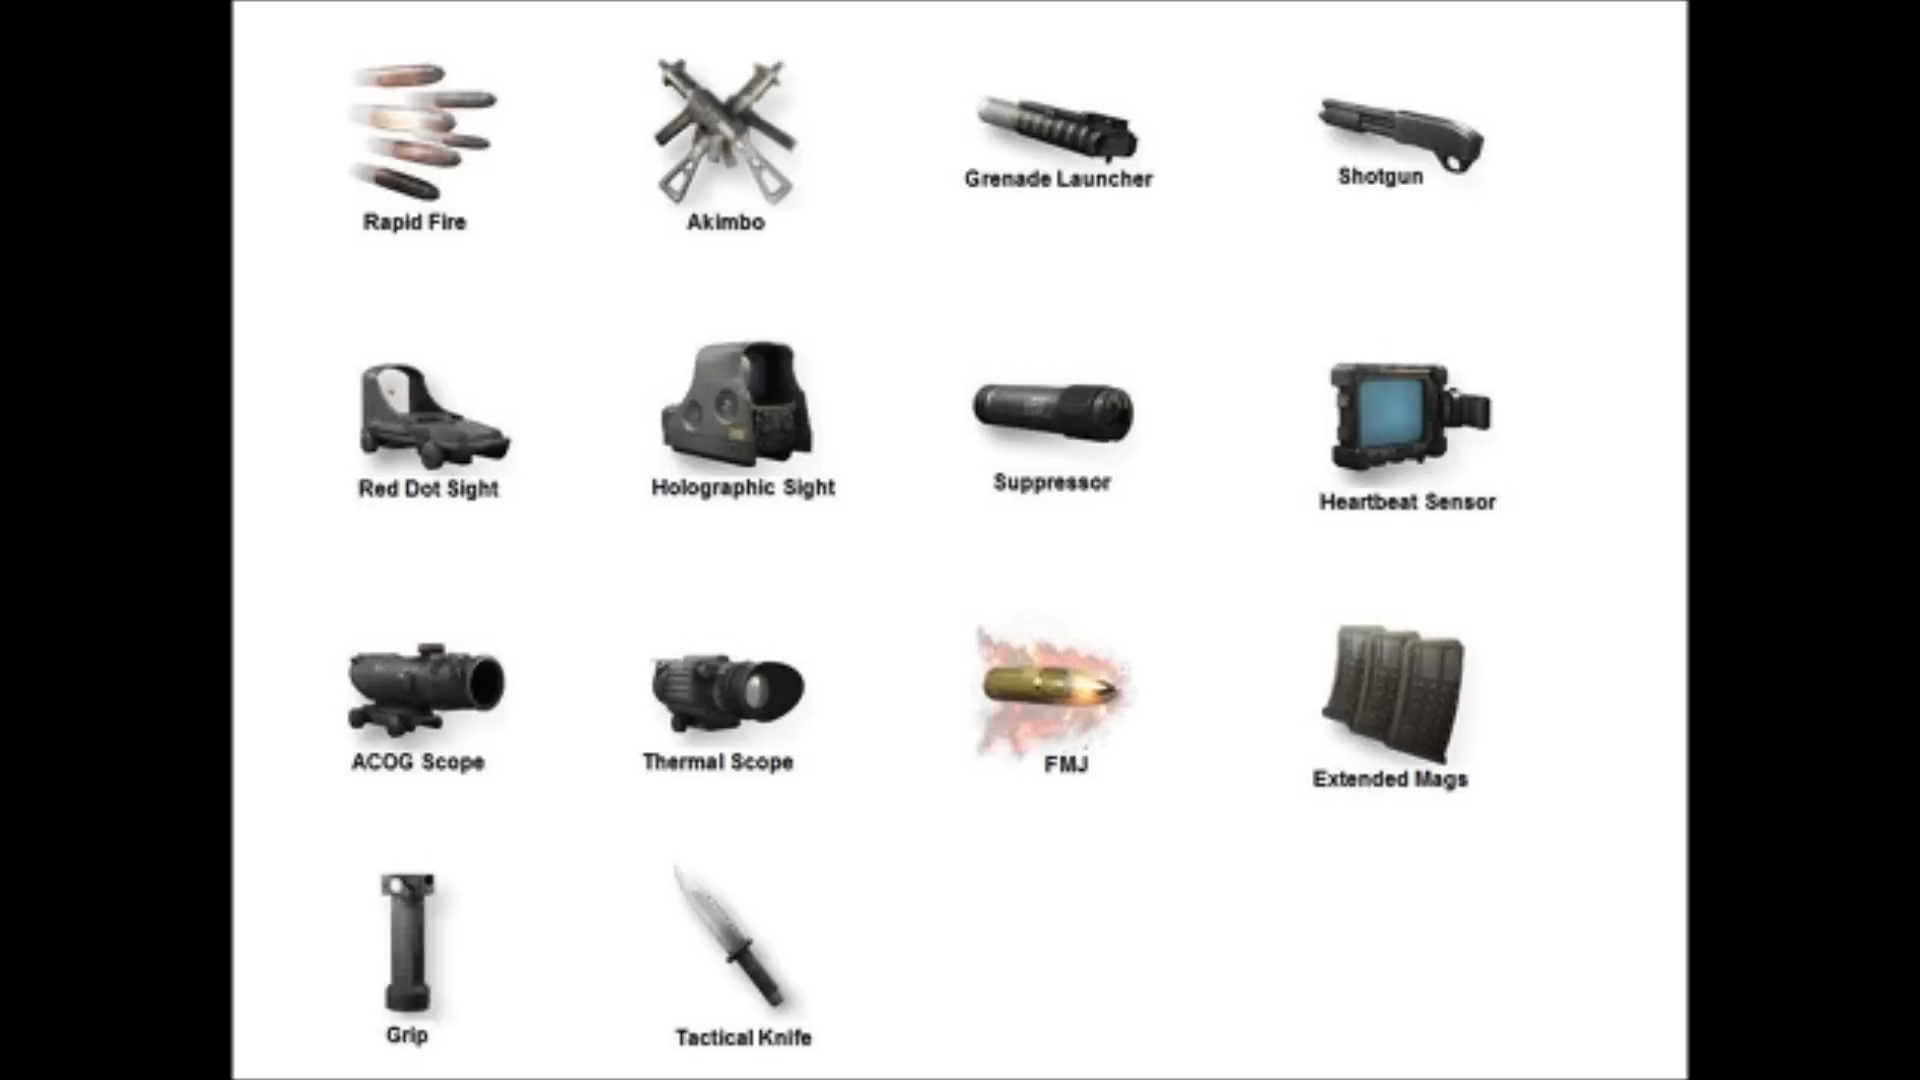 Rapid Fire
Akimbo
Grenade Launcher
Shotgun
Red Dot Sight
Holographic Sight
Suppressor
Heartbeat Sensor
ACOG Scope
Thermal Scope
FMJ
Extended Mags
Grip
Tactical Knife